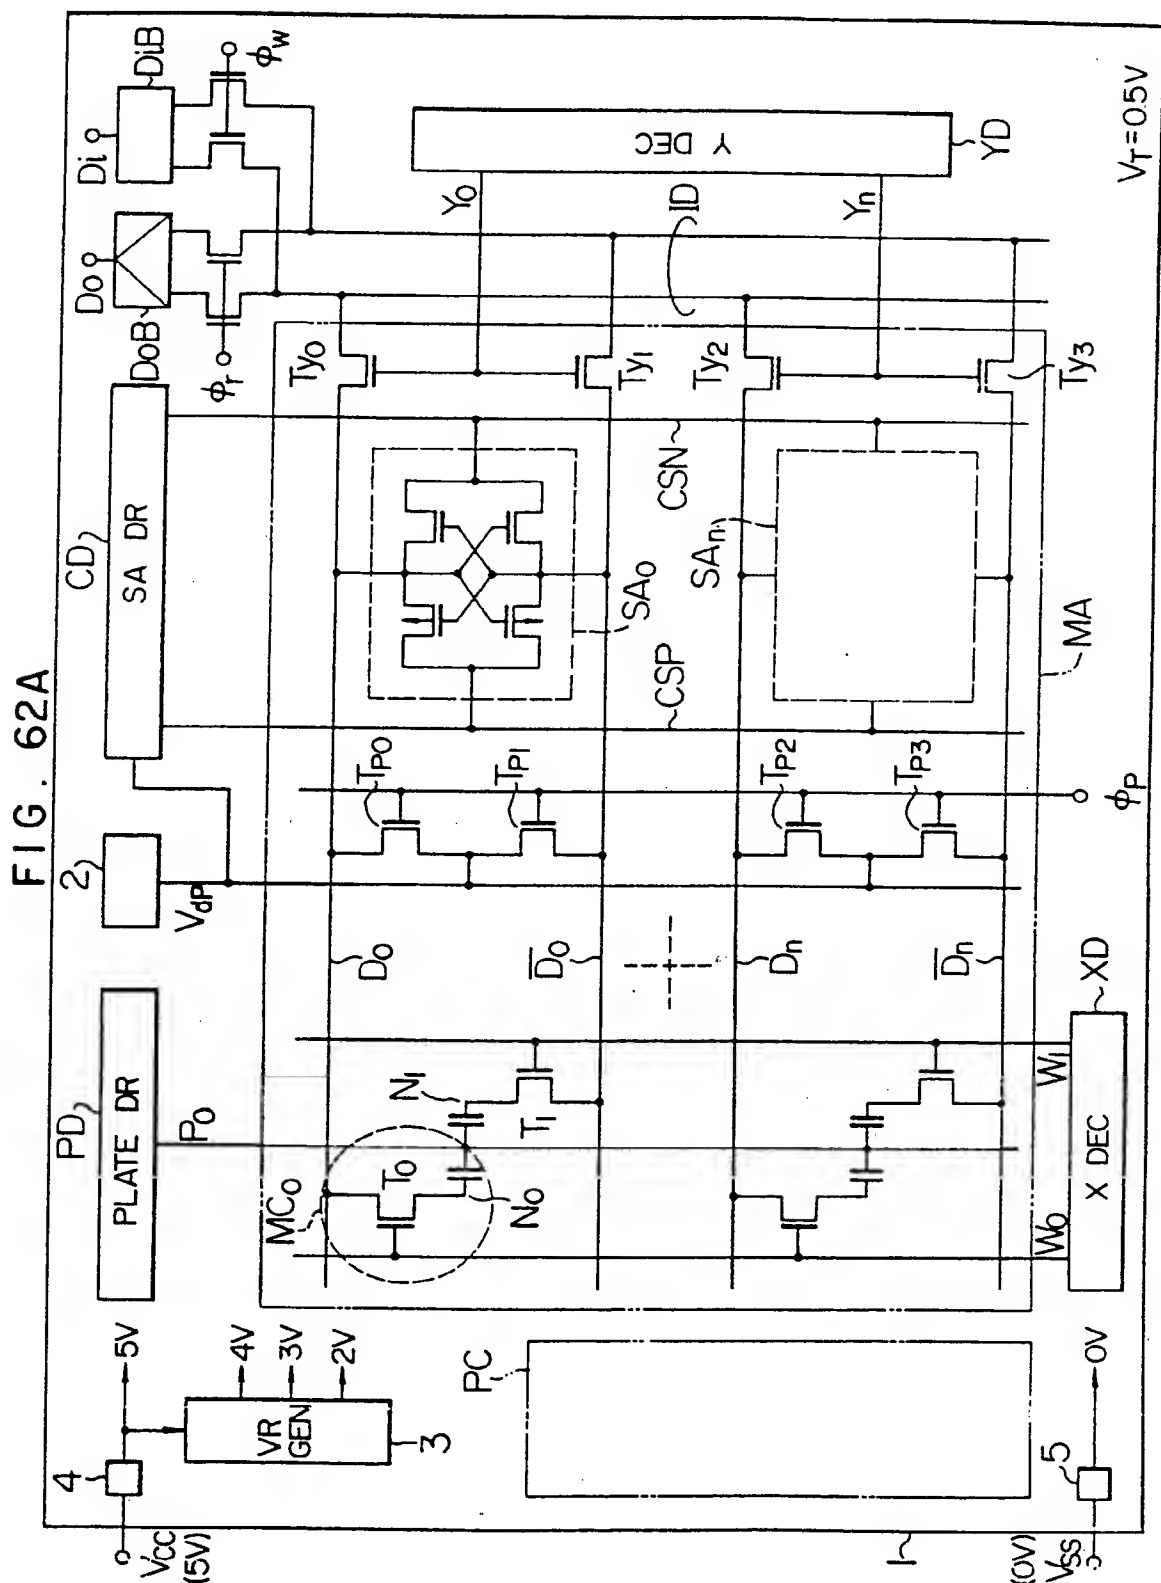 FIG. 62A
VCC
(5V)
4
5V
VR
GEN
3
4V
3V
2V
PD
PLATE DR
P0
2
VdP
CD
SA DR
Do
DoB
ϕr
Di
DiB
ϕW
MC0
T0
N0
N1
T1
D0
D̅0
TP0
TP1
CSP
SA0
CSN
Ty0
Ty1
Y0
ID
Y DEC
YD
Yn
PC
Dn
D̅n
TP2
TP3
SAn
Ty2
Ty3
MA
W0
W1
X DEC
XD
ϕP
VT=0.5V
1
VSS
(0V)
5
0V